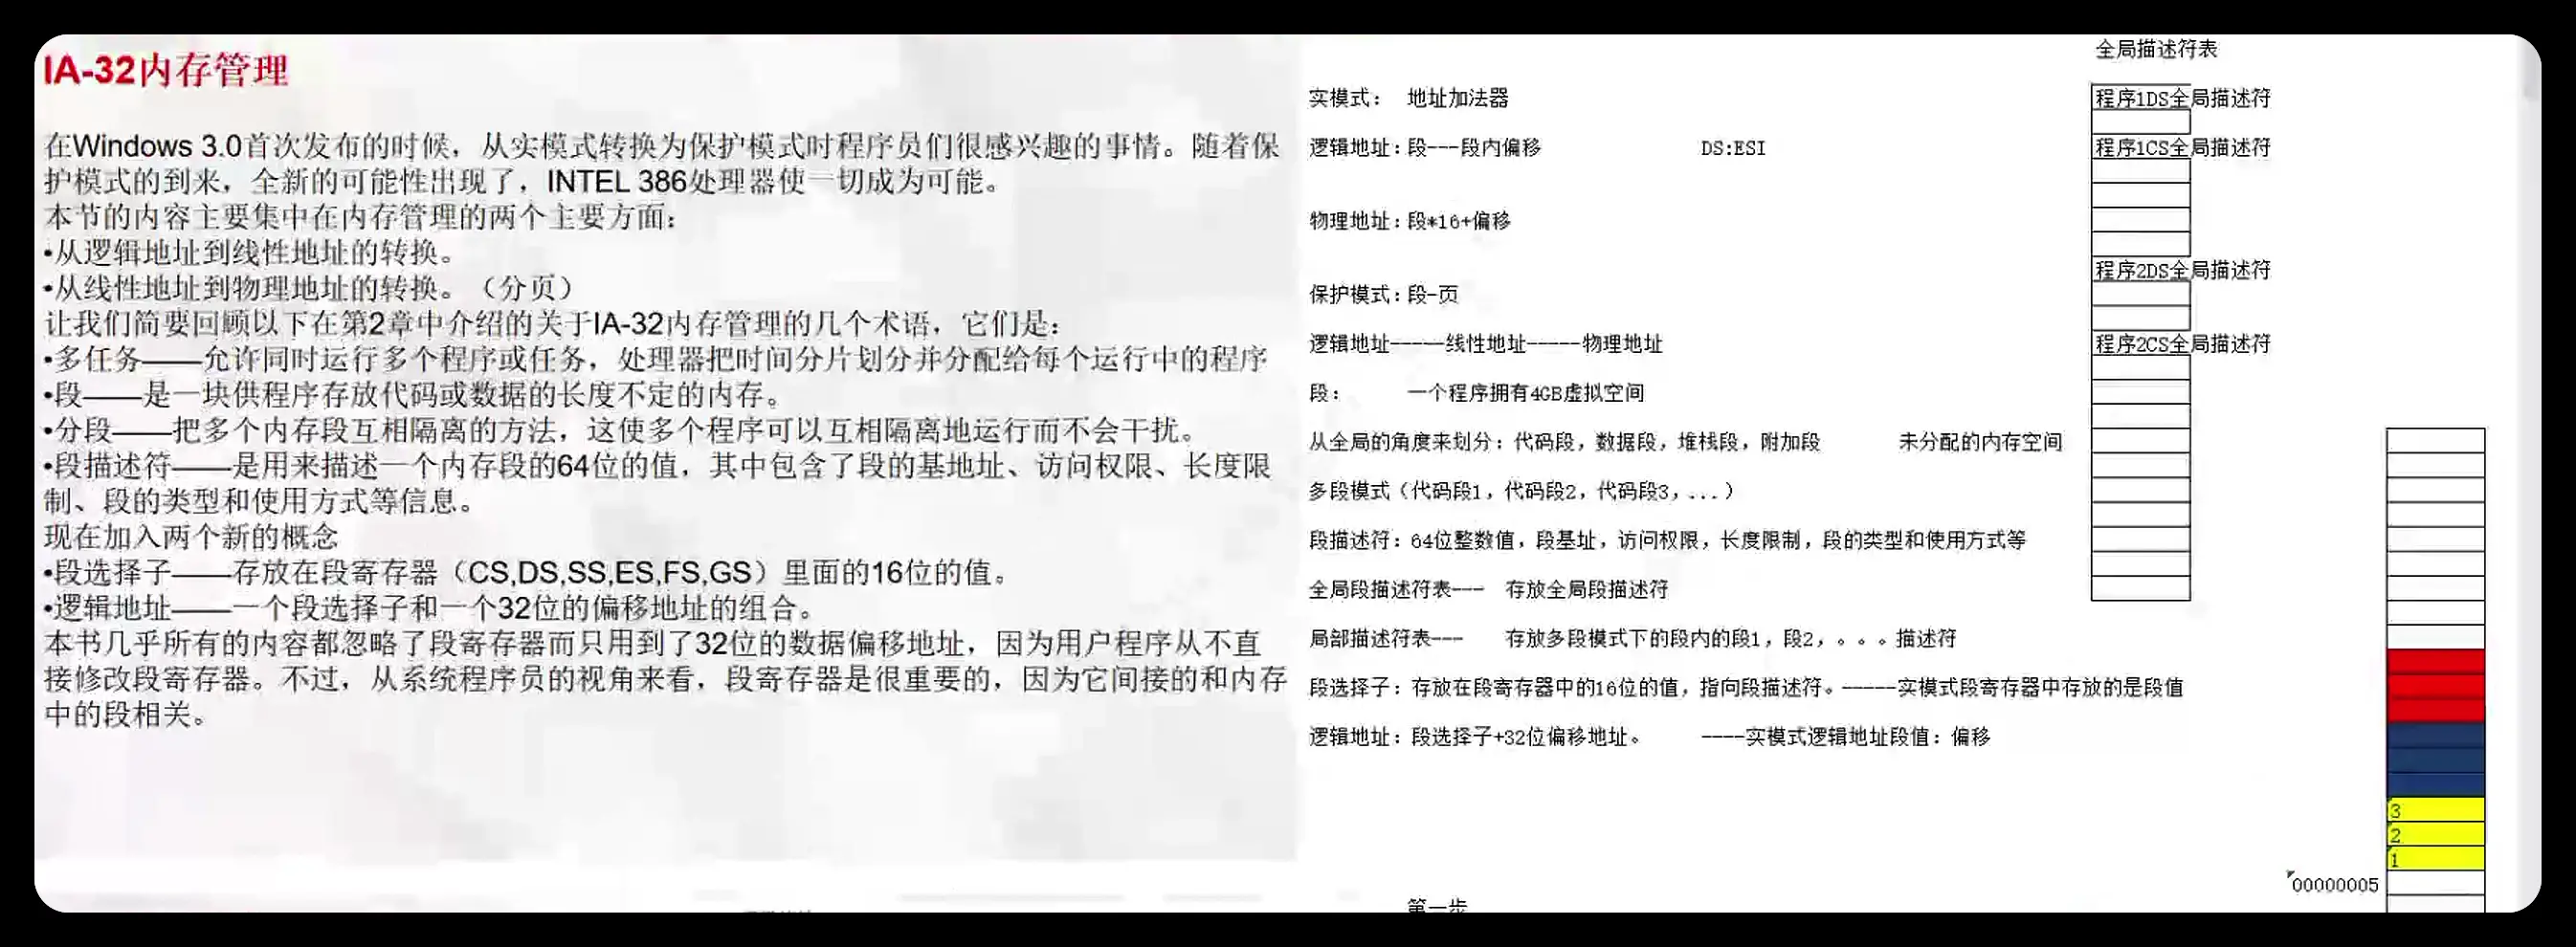 IA-32内存管理
在Windows 3.0首次发布的时候，从实模式转换为保护模式时程序员们很感兴趣的事情。随着保
护模式的到来，全新的可能性出现了，INTEL 386处理器使一切成为可能。
本节的内容主要集中在内存管理的两个主要方面：
•从逻辑地址到线性地址的转换。
•从线性地址到物理地址的转换。（分页）
让我们简要回顾以下在第2章中介绍的关于IA-32内存管理的几个术语，它们是：
•多任务——允许同时运行多个程序或任务，处理器把时间分片划分并分配给每个运行中的程序
•段——是一块供程序存放代码或数据的长度不定的内存。
•分段——把多个内存段互相隔离的方法，这使多个程序可以互相隔离地运行而不会干扰。
•段描述符——是用来描述一个内存段的64位的值，其中包含了段的基地址、访问权限、长度限
制、段的类型和使用方式等信息。
现在加入两个新的概念
•段选择子——存放在段寄存器（CS,DS,SS,ES,FS,GS）里面的16位的值。
•逻辑地址——一个段选择子和一个32位的偏移地址的组合。
本书几乎所有的内容都忽略了段寄存器而只用到了32位的数据偏移地址，因为用户程序从不直
接修改段寄存器。不过，从系统程序员的视角来看，段寄存器是很重要的，因为它间接的和内存
中的段相关。
实模式： 地址加法器
逻辑地址：段---段内偏移 DS:ESI
物理地址：段*16+偏移
保护模式：段-页
逻辑地址-----线性地址-----物理地址
段： 一个程序拥有4GB虚拟空间
从全局的角度来划分：代码段，数据段，堆栈段，附加段 未分配的内存空间
多段模式（代码段1，代码段2，代码段3，...）
段描述符：64位整数值，段基址，访问权限，长度限制，段的类型和使用方式等
全局段描述符表--- 存放全局段描述符
局部描述符表--- 存放多段模式下的段内的段1，段2，。。。描述符
段选择子：存放在段寄存器中的16位的值，指向段描述符。-----实模式段寄存器中存放的是段值
逻辑地址：段选择子+32位偏移地址。 ----实模式逻辑地址段值：偏移
第一步
全局描述符表
程序1DS全局描述符
程序1CS全局描述符
程序2DS全局描述符
程序2CS全局描述符
3
2
1
00000005